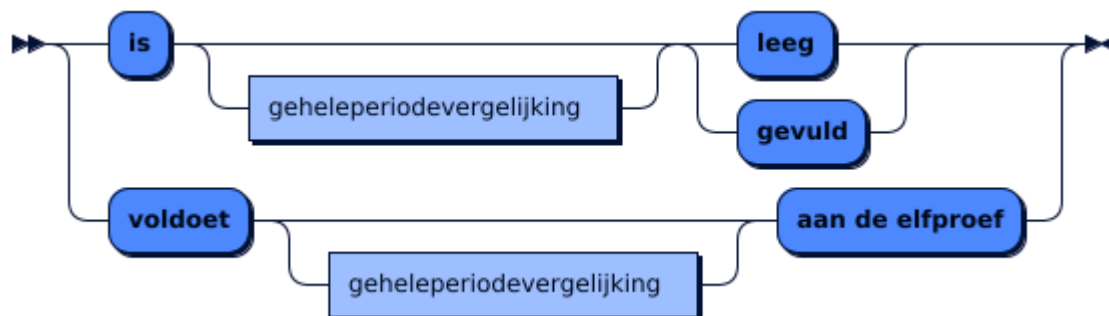 is
leeg
geheleperiodevergelijking
gevuld
voldoet
aan de elfproef
geheleperiodevergelijking